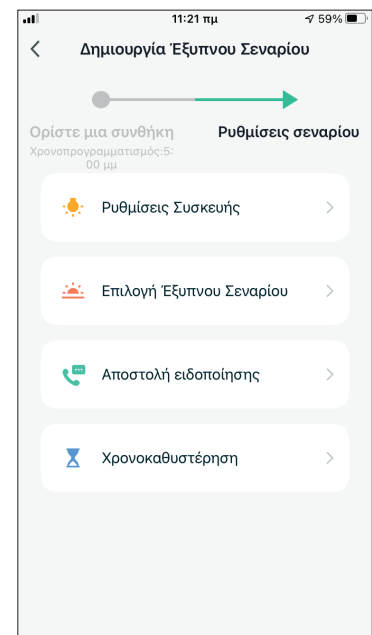 11:21 πμ
59%
Δημιουργία Έξυπνου Σεναρίου
Ορίστε μια συνθήκη
Ρυθμίσεις σεναρίου
Χρονοπρογραμματισμός:5:
00 μμ
Ρυθμίσεις Συσκευής
Επιλογή Έξυπνου Σεναρίου
Αποστολή ειδοποίησης
Χρονοκαθυστέρηση